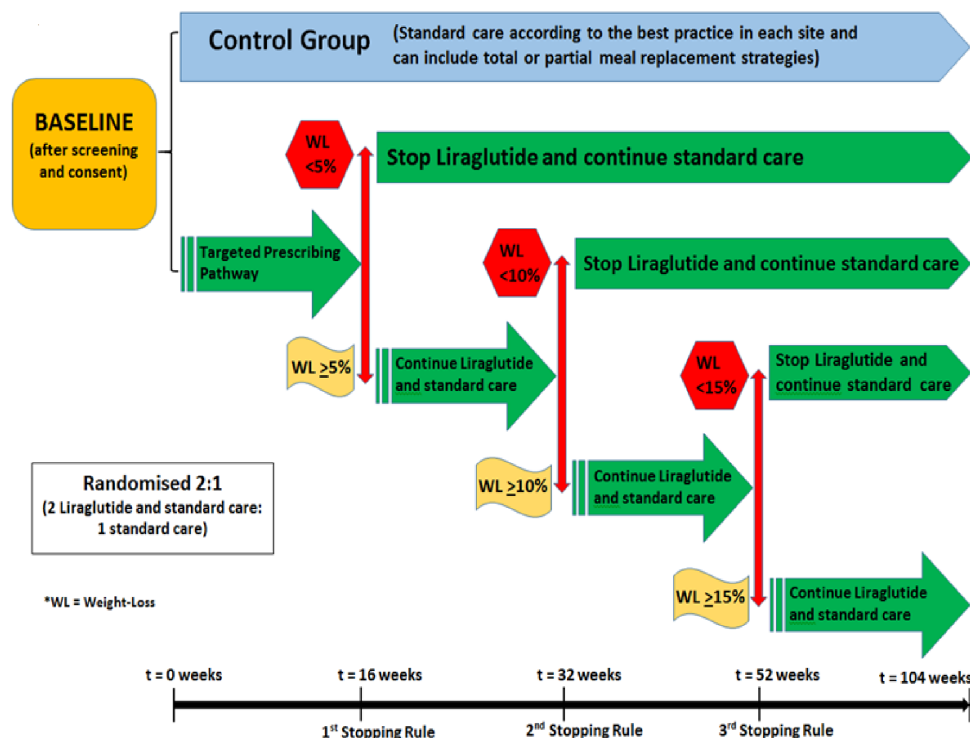 Control Group
(Standard care according to the best practice in each site and
can include total or partial meal replacement strategies)
BASELINE
(after screening
and consent)
WL
<5%
Stop Liraglutide and continue standard care
Targeted Prescribing
Pathway
WL
<10%
Stop Liraglutide and continue standard care
WL ≥5%
Continue Liraglutide
and standard care
WL
<15%
Stop Liraglutide and
continue standard care
Randomised 2:1
(2 Liraglutide and standard care:
1 standard care)
WL ≥10%
Continue Liraglutide
and standard care
*WL = Weight-Loss
WL ≥15%
Continue Liraglutide
and standard care
t = 0 weeks
t = 16 weeks
t = 32 weeks
t = 52 weeks
t = 104 weeks
1st Stopping Rule
2nd Stopping Rule
3rd Stopping Rule